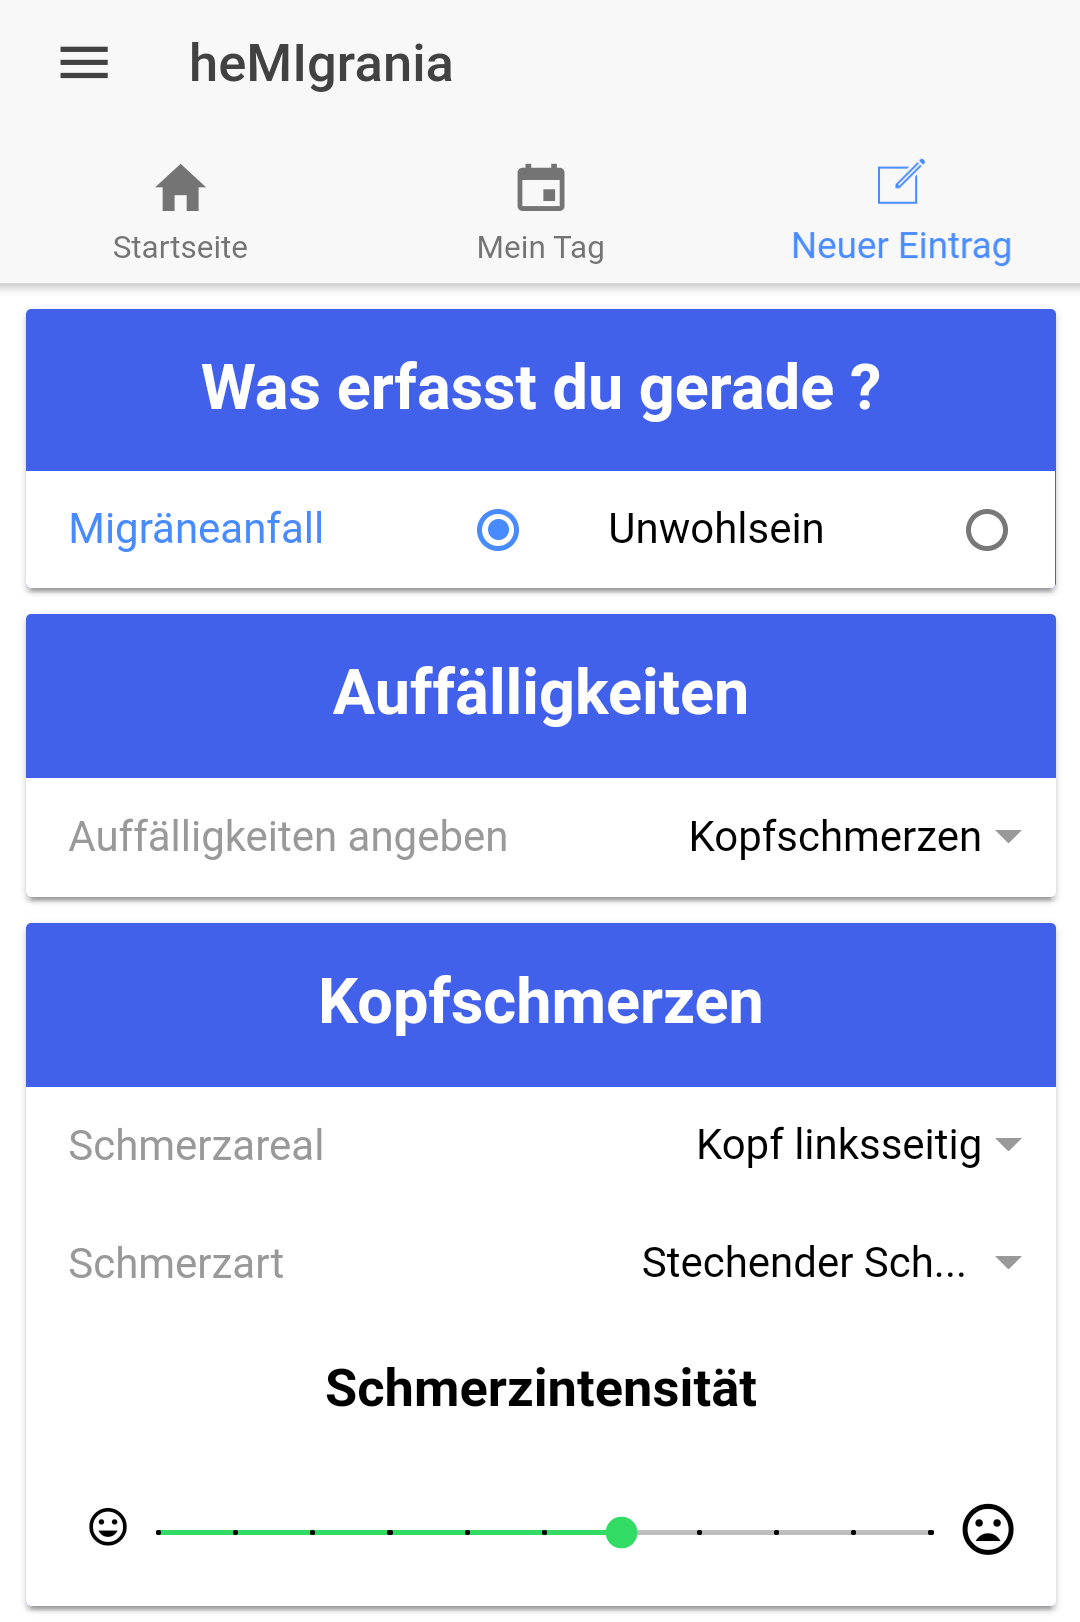 heMIgrania
Startseite
Mein Tag
Neuer Eintrag
Was erfasst du gerade ?
Migräneanfall
Unwohlsein
Auffälligkeiten
Auffälligkeiten angeben
Kopfschmerzen
Kopfschmerzen
Schmerzareal
Kopf linksseitig
Schmerzart
Stechender Sch...
Schmerzintensität